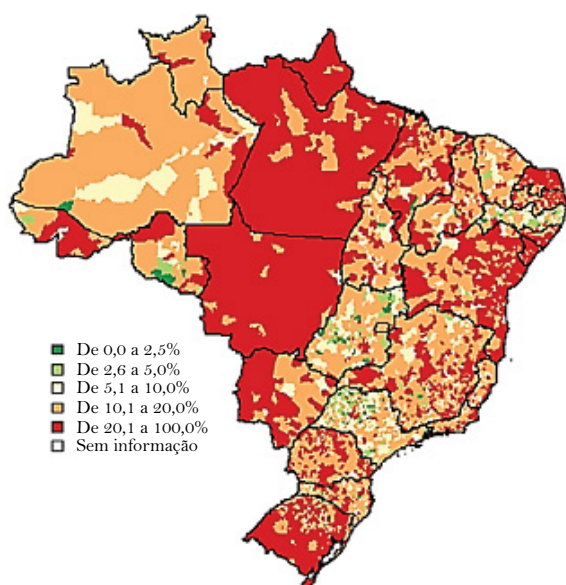 De 0,0 a 2,5%
De 2,6 a 5,0%
De 5,1 a 10,0%
De 10,1 a 20,0%
De 20,1 a 100,0%
Sem informação